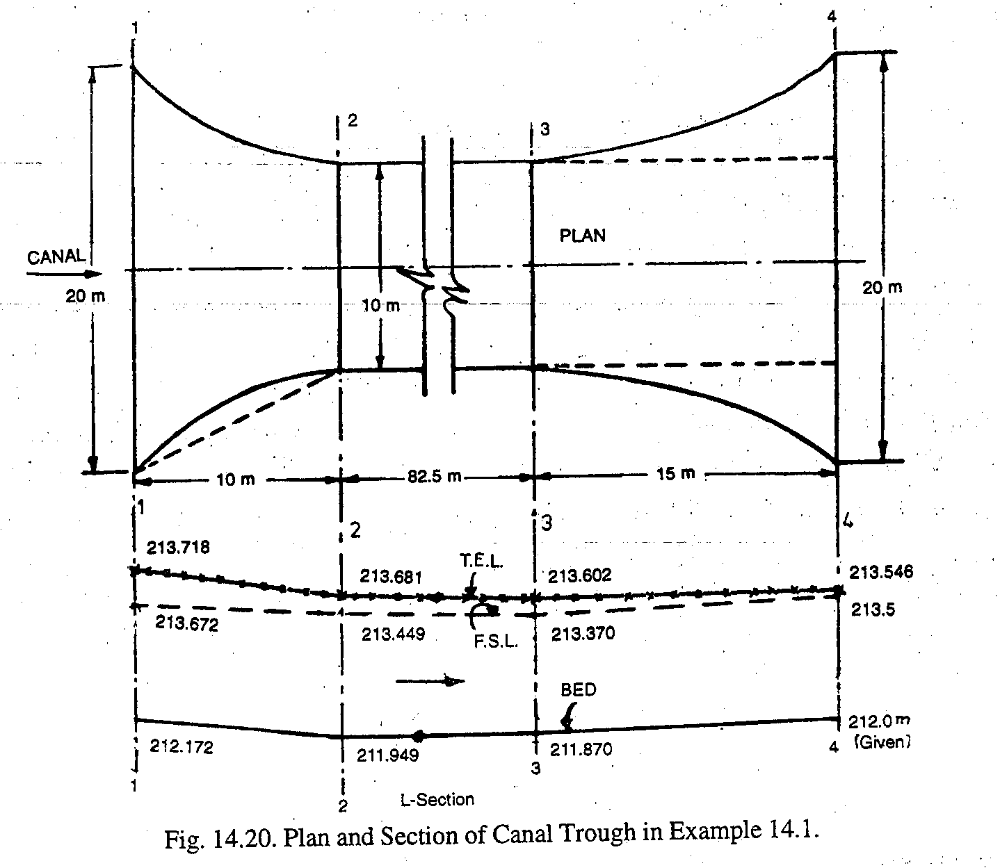 1
4
2
3
PLAN
CANAL
20 m
10 m
20 m
10 m
82.5 m
15 m
1
2
3
4
213.718
T.E.L.
213.681
213.602
213.546
213.672
213.449
F.S.L.
213.370
213.5
BED
212.172
211.949
211.870
212.0 m
(Given)
4
3
1
2
L-Section
Fig. 14.20. Plan and Section of Canal Trough in Example 14.1.